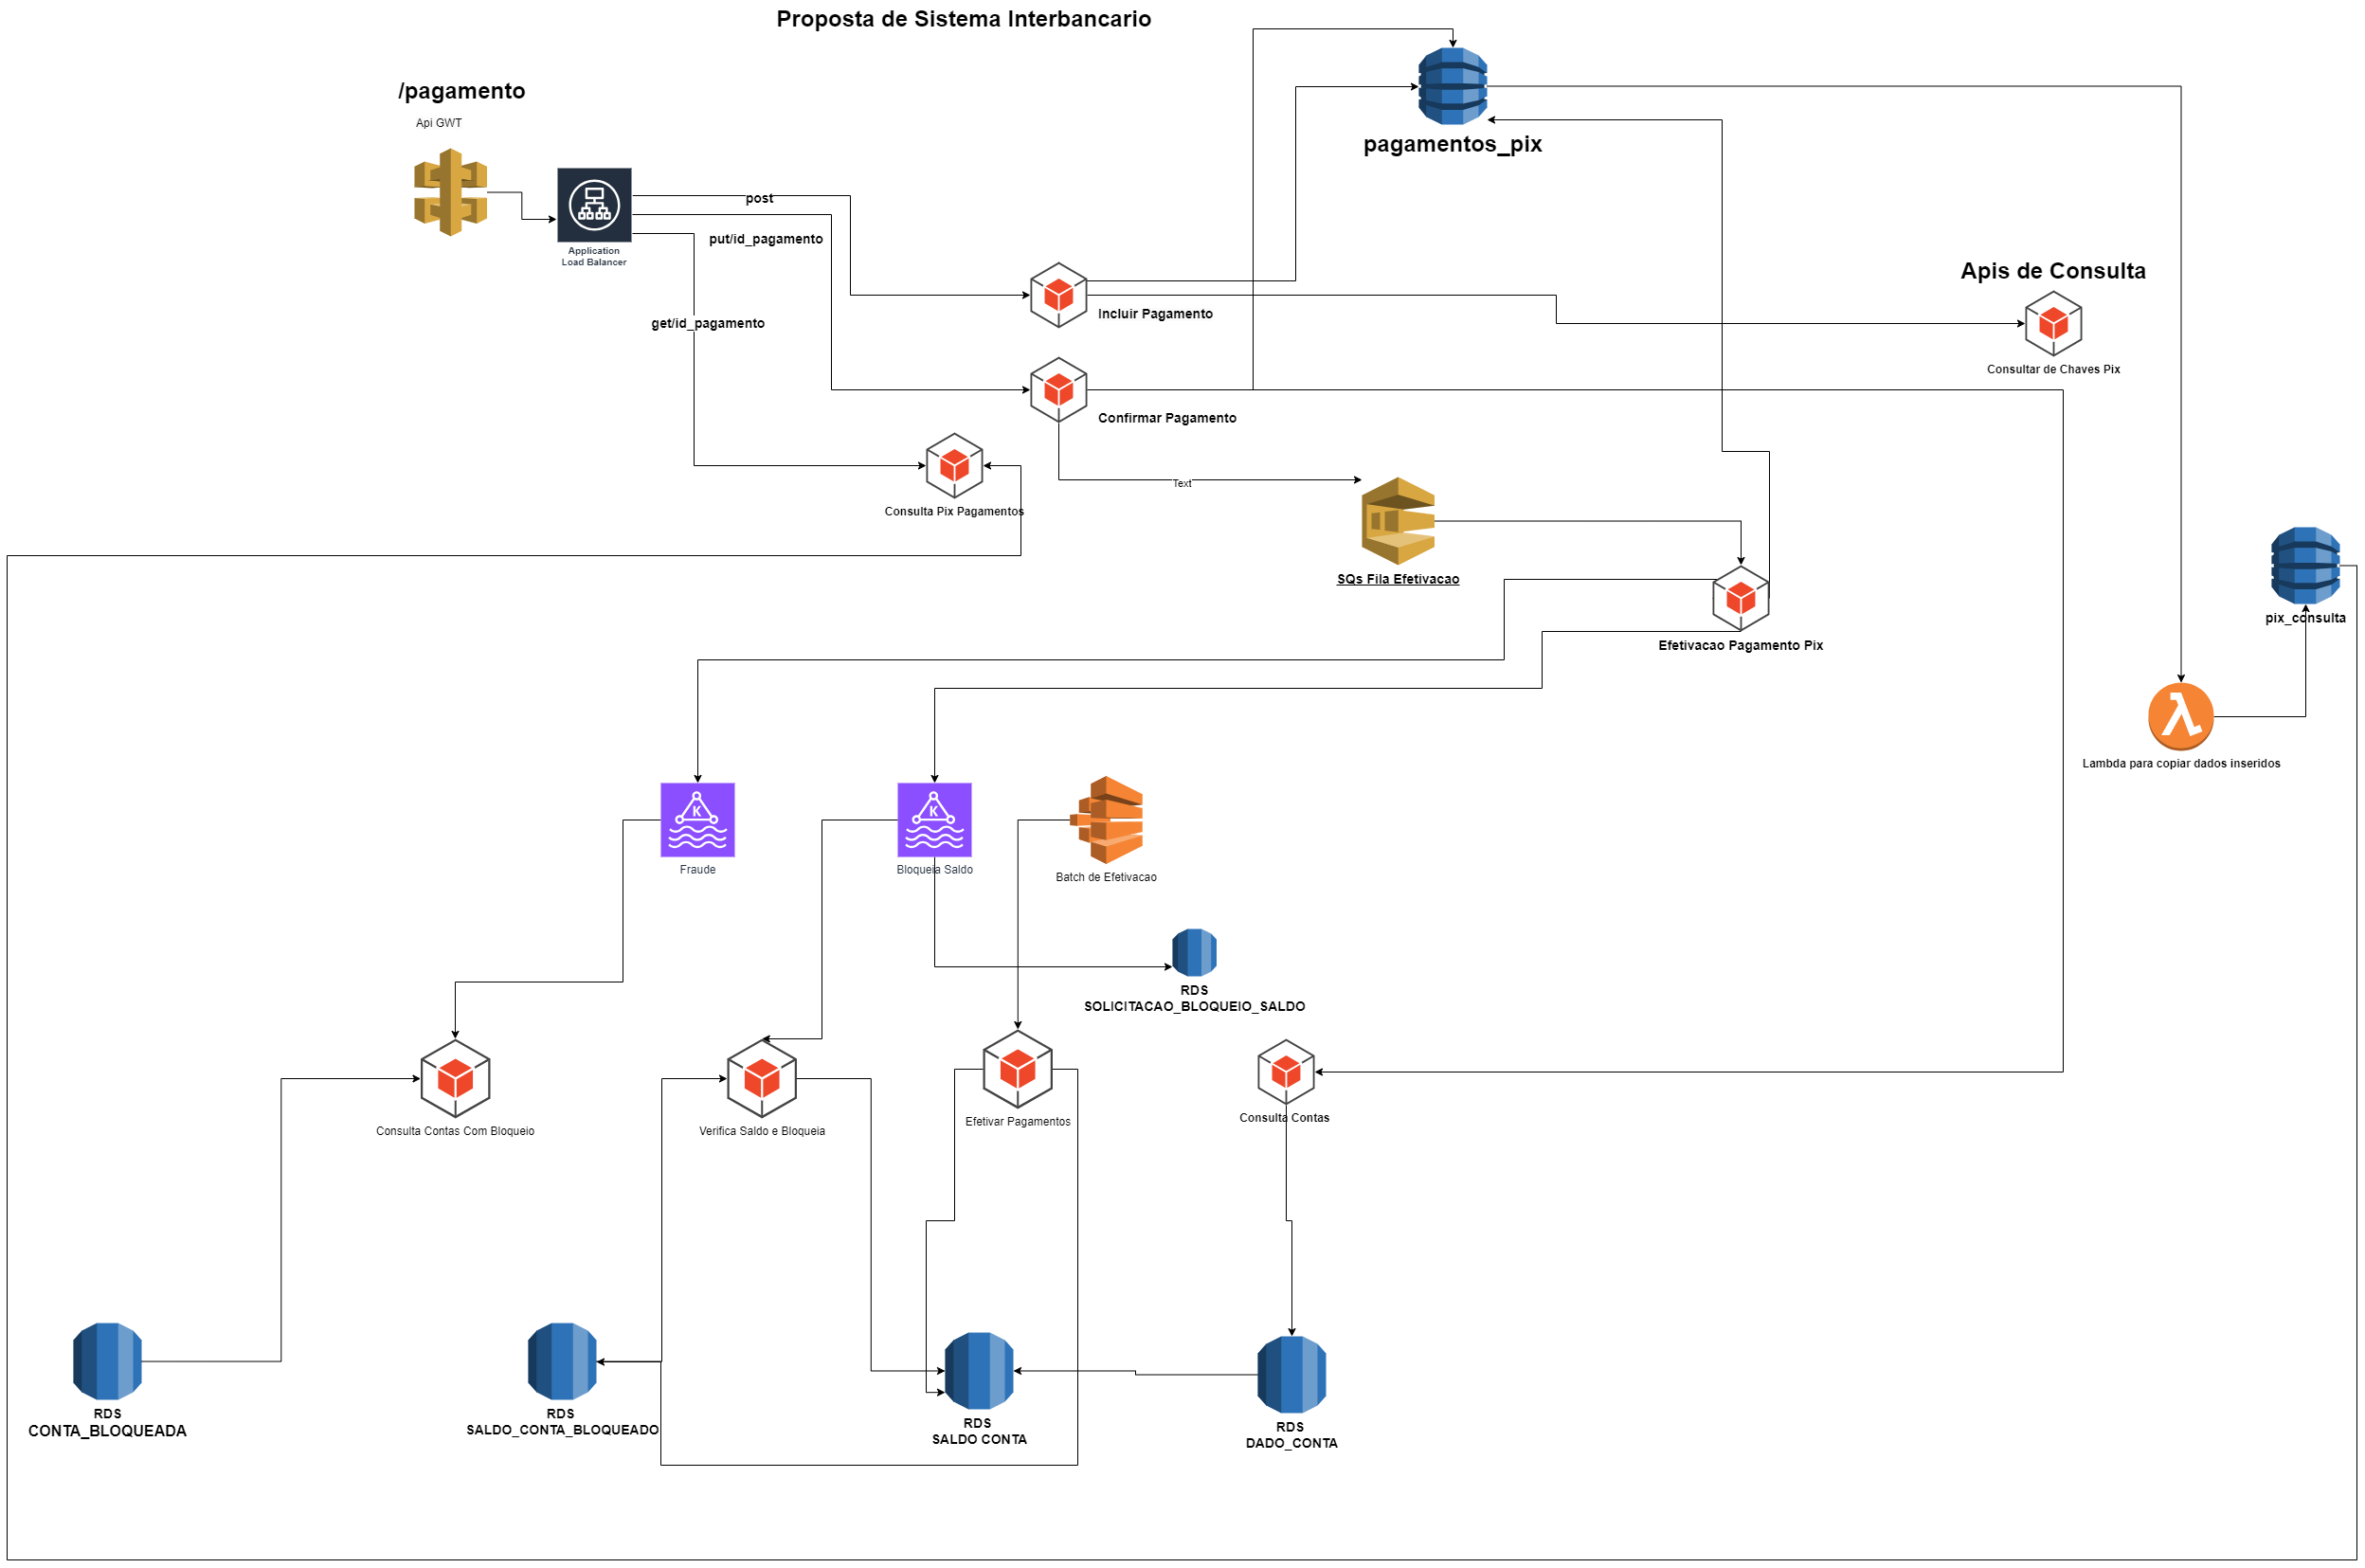 Proposta de Sistema Interbancario
/pagamento
Api GWT
pagamentos_pix
post
put/id_pagamento
Application
Load Balancer
Apis de Consulta
Incluir Pagamento
get/id_pagamento
Consultar de Chaves Pix
Confirmar Pagamento
Text
Consulta Pix Pagamentos
SQs Fila Efetivacao
pix_consulta
Efetivacao Pagamento Pix
Lambda para copiar dados inseridos
K
K
Fraude
Bloqueia Saldo
Batch de Efetivacao
RDS
SOLICITACAO_BLOQUEIO_SALDO
Consulta Contas
Efetivar Pagamentos
Consulta Contas Com Bloqueio
Verifica Saldo e Bloqueia
RDS
CONTA_BLOQUEADA
RDS
SALDO_CONTA_BLOQUEADO
RDS
SALDO CONTA
RDS
DADO_CONTA